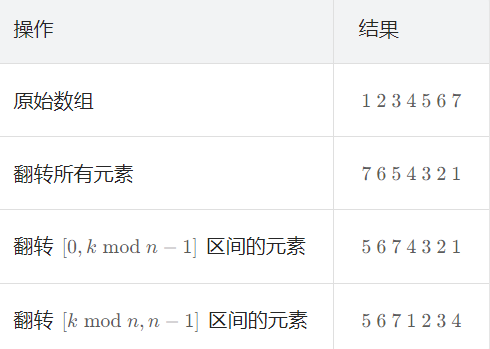 操作 结果
原始数组 1 2 3 4 5 6 7
翻转所有元素 7 6 5 4 3 2 1
翻转 [0, k mod n − 1] 区间的元素 5 6 7 4 3 2 1
翻转 [k mod n, n − 1] 区间的元素 5 6 7 1 2 3 4